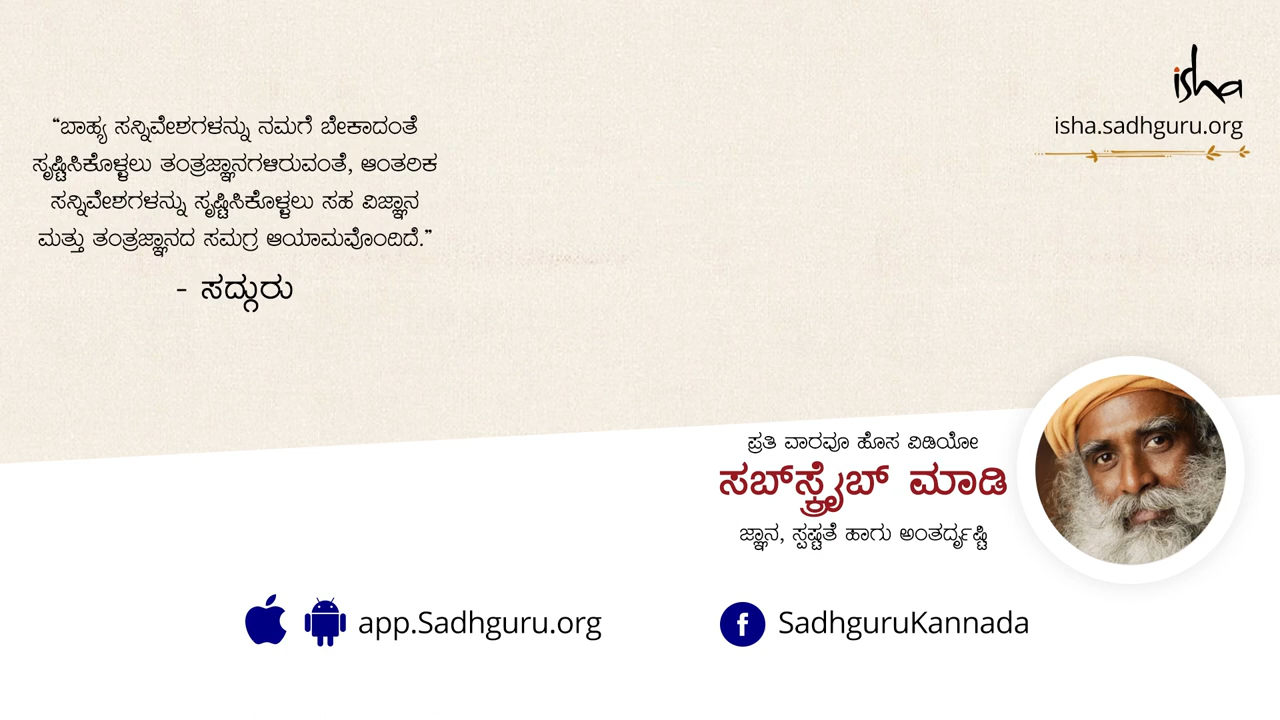 isha
isha.sadhguru.org
“ಬಾಹ್ಯ ಸನ್ನಿವೇಶಗಳನ್ನು ನಮಗೆ ಬೇಕಾದಂತೆ
ಸೃಷ್ಟಿಸಿಕೊಳ್ಳಲು ತಂತ್ರಜ್ಞಾನಗಳಿರುವಂತೆ, ಆಂತರಿಕ
ಸನ್ನಿವೇಶಗಳನ್ನು ಸೃಷ್ಟಿಸಿಕೊಳ್ಳಲು ಸಹ ವಿಜ್ಞಾನ
ಮತ್ತು ತಂತ್ರಜ್ಞಾನದ ಸಮಗ್ರ ಆಯಾಮವೊಂದಿದೆ.”
- ಸದ್ಗುರು
ಪ್ರತಿ ವಾರವೂ ಹೊಸ ವಿಡಿಯೋ
ಸಬ್‌ಸ್ಕ್ರೈಬ್ ಮಾಡಿ
ಜ್ಞಾನ, ಸ್ಪಷ್ಟತೆ ಹಾಗು ಅಂತರ್ದೃಷ್ಟಿ
app.Sadhguru.org
SadhguruKannada